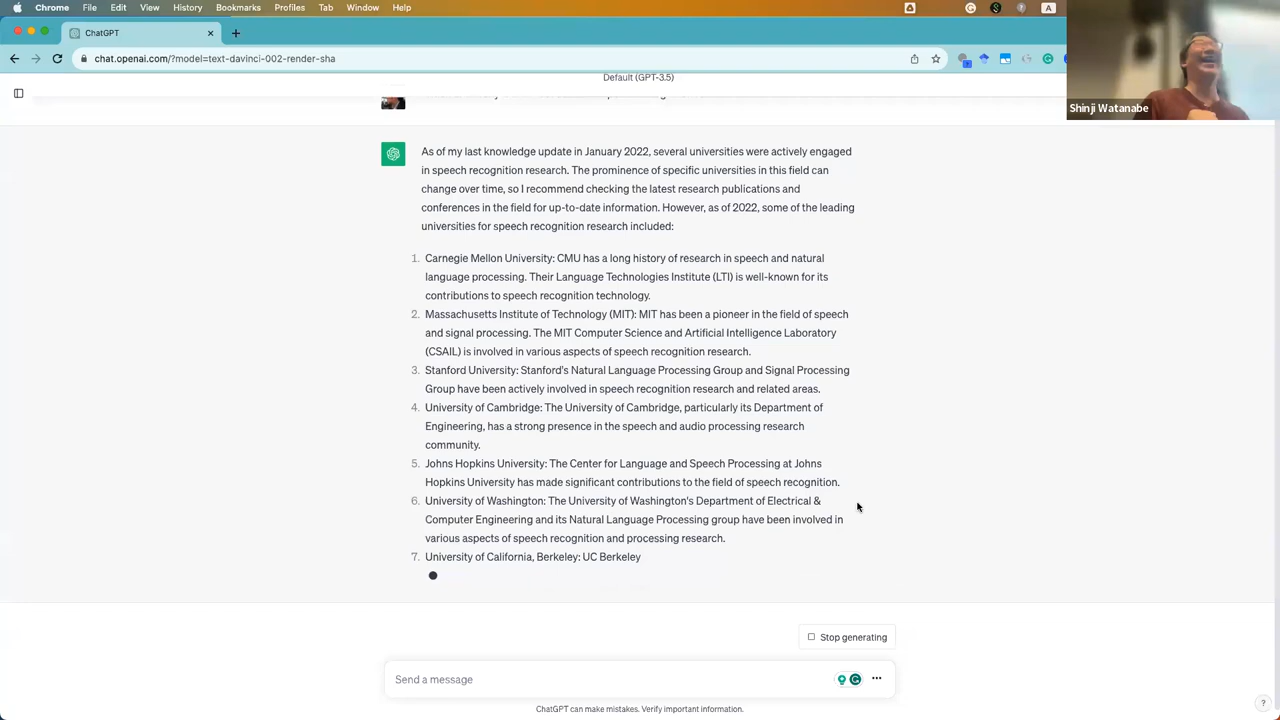 Chrome File Edit View History Bookmarks Profiles Tab Window Help
ChatGPT
chat.openai.com/?model=text-davinci-002-render-sha
Default (GPT-3.5)
Shinji Watanabe
As of my last knowledge update in January 2022, several universities were actively engaged
in speech recognition research. The prominence of specific universities in this field can
change over time, so I recommend checking the latest research publications and
conferences in the field for up-to-date information. However, as of 2022, some of the leading
universities for speech recognition research included:
1. Carnegie Mellon University: CMU has a long history of research in speech and natural
language processing. Their Language Technologies Institute (LTI) is well-known for its
contributions to speech recognition technology.
2. Massachusetts Institute of Technology (MIT): MIT has been a pioneer in the field of speech
and signal processing. The MIT Computer Science and Artificial Intelligence Laboratory
(CSAIL) is involved in various aspects of speech recognition research.
3. Stanford University: Stanford's Natural Language Processing Group and Signal Processing
Group have been actively involved in speech recognition research and related areas.
4. University of Cambridge: The University of Cambridge, particularly its Department of
Engineering, has a strong presence in the speech and audio processing research
community.
5. Johns Hopkins University: The Center for Language and Speech Processing at Johns
Hopkins University has made significant contributions to the field of speech recognition.
6. University of Washington: The University of Washington's Department of Electrical &
Computer Engineering and its Natural Language Processing group have been involved in
various aspects of speech recognition and processing research.
7. University of California, Berkeley: UC Berkeley
Stop generating
Send a message
ChatGPT can make mistakes. Verify important information.
?